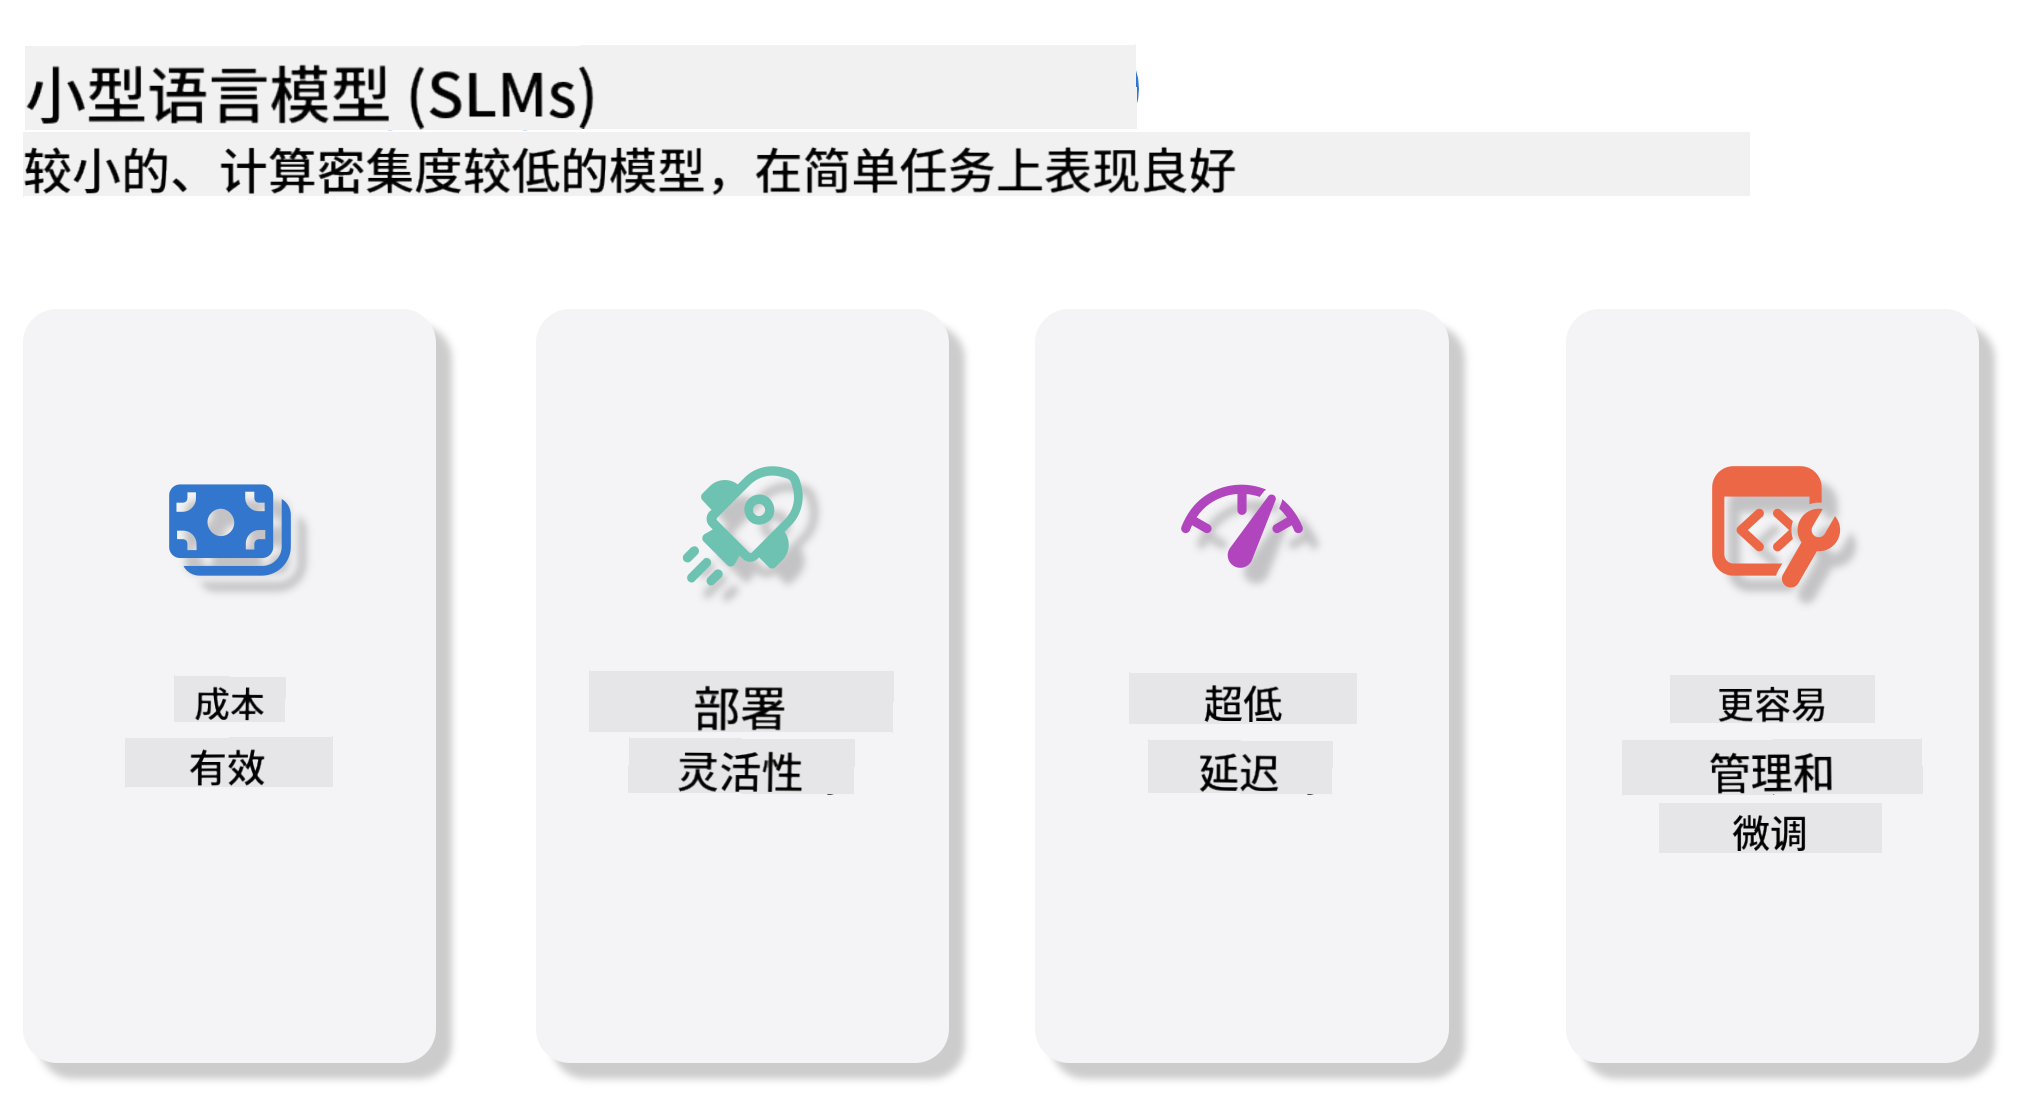 小型语言模型 (SLMs)
较小的、计算密集度较低的模型，在简单任务上表现良好
成本
有效
部署
灵活性
超低
延迟
更容易
管理和
微调